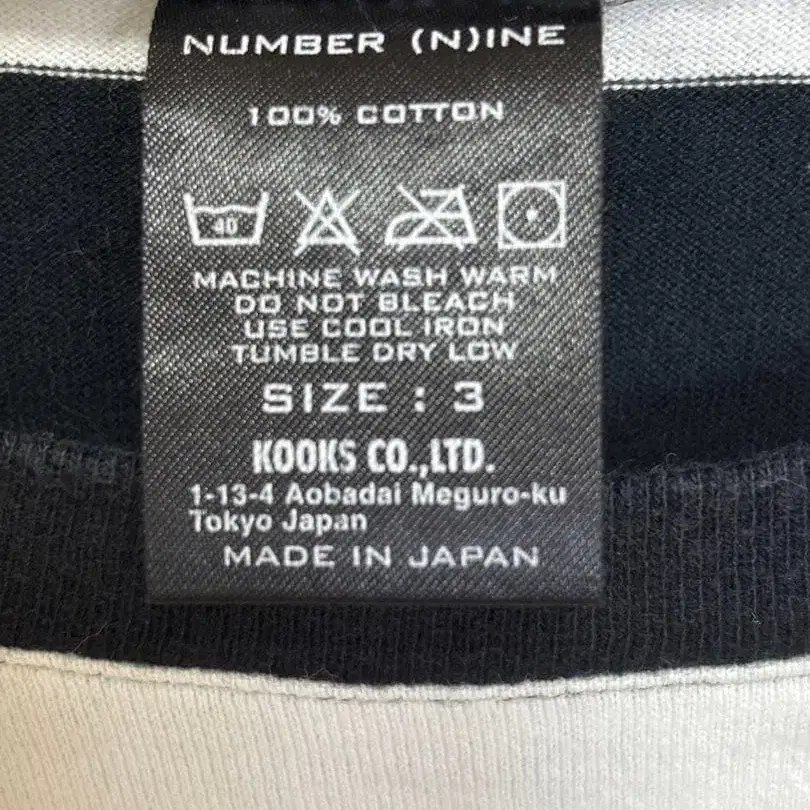 NUMBER (N)INE
100% COTTON
40
MACHINE WASH WARM
DO NOT BLEACH
USE COOL IRON
TUMBLE DRY LOW
SIZE : 3
KOOKS CO.,LTD.
1-13-4 Aobadai Meguro-ku
Tokyo Japan
MADE IN JAPAN